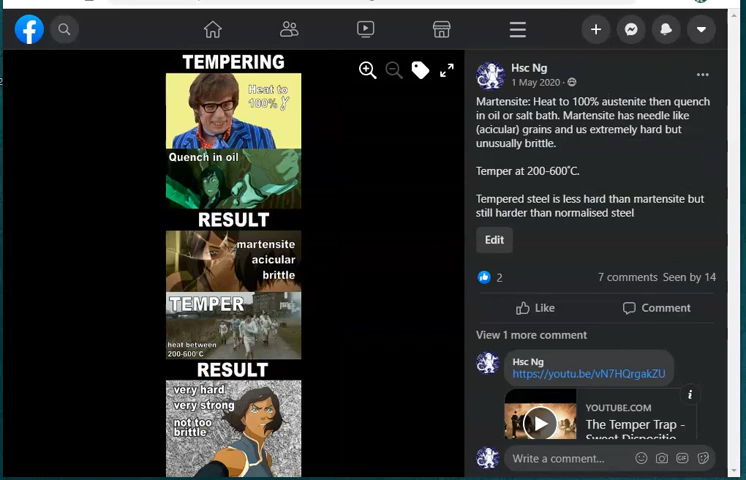 TEMPERING
Heat to
100% γ
Quench in oil
RESULT
martensite
acicular
brittle
TEMPER
heat between
200-600°C
RESULT
very hard
very strong
not too
brittle
Hsc Ng
1 May 2020 ·
Martensite: Heat to 100% austenite then quench
in oil or salt bath. Martensite has needle like
(acicular) grains and us extremely hard but
unusually brittle.
Temper at 200-600°C.
Tempered steel is less hard than martensite but
still harder than normalised steel
Edit
2
7 comments Seen by 14
Like
Comment
View 1 more comment
Hsc Ng
https://youtu.be/vN7HQrgakZU
YOUTUBE.COM
The Temper Trap -
Sweet Dispositio
Write a comment...
GIF